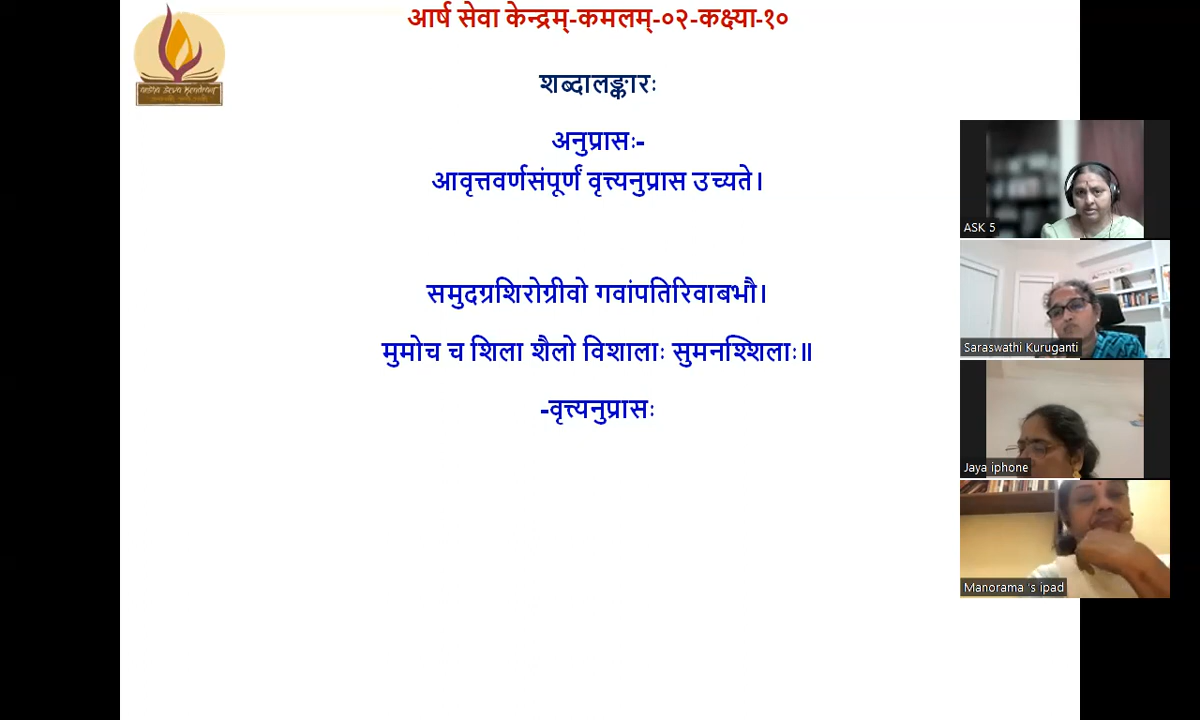 आर्ष सेवा केन्द्रम्-कमलम्-०२-कक्ष्या-१०
शब्दालङ्कारः
अनुप्रासः-
आवृत्तवर्णसंपूर्णं वृत्त्यनुप्रास उच्यते।
समुदग्रशिरोग्रीवो गवांपतिरिवाबभौ।
मुमोच च शिला शैलो विशालाः सुमनश्शिलाः॥
-वृत्त्यनुप्रासः
ASK 5
Saraswathi Kuruganti
Jaya iphone
Manorama 's ipad